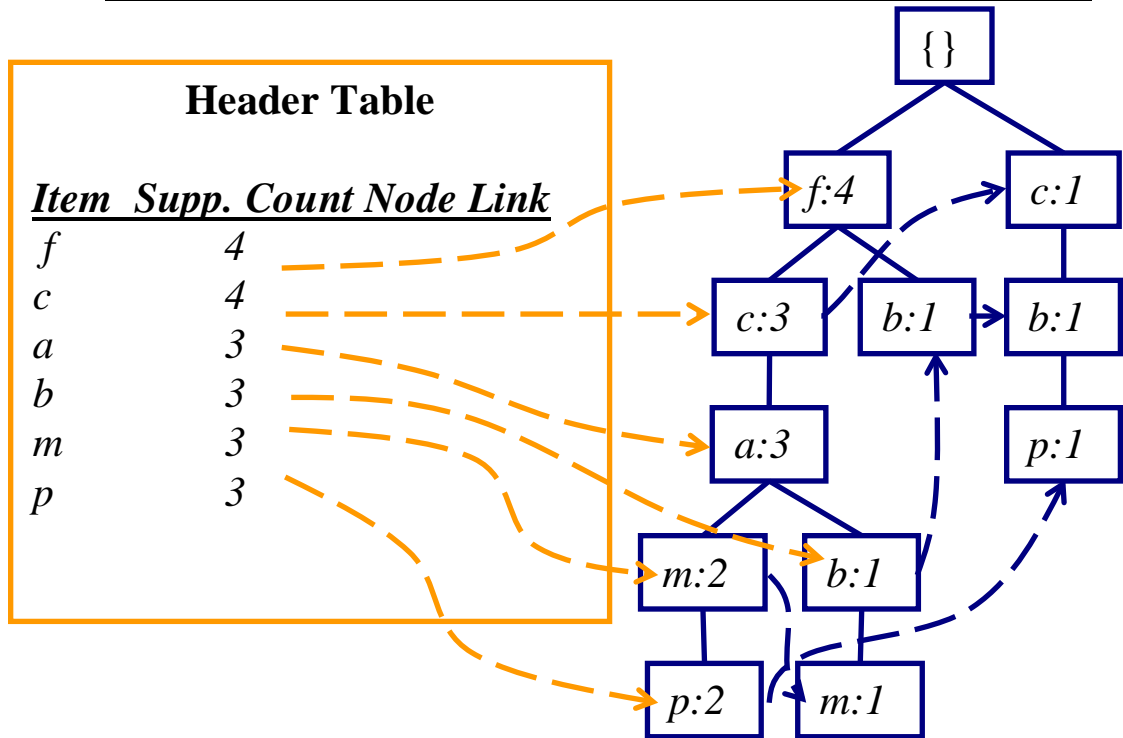 Header Table
Item Supp. Count Node Link
f 4
c 4
a 3
b 3
m 3
p 3
{}
f:4 c:1
c:3 b:1 b:1
a:3 p:1
m:2 b:1
p:2 m:1